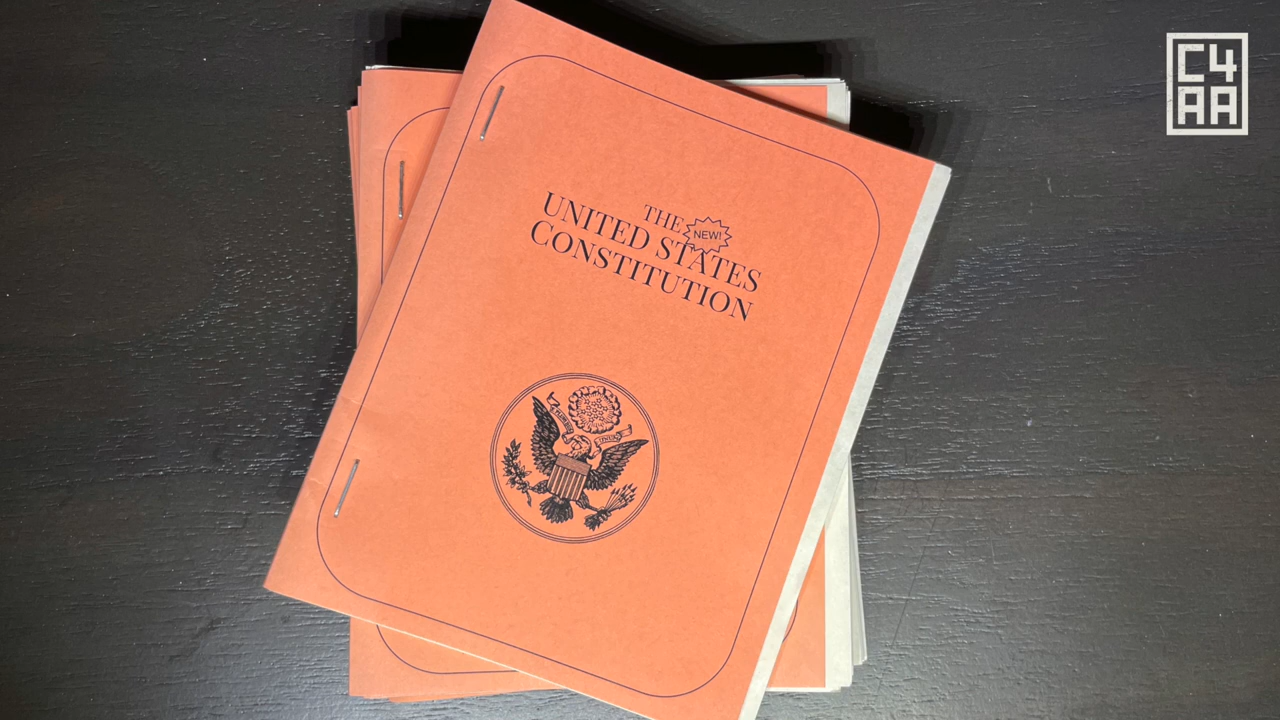 THE
NEW!
UNITED STATES
CONSTITUTION
C4
AA